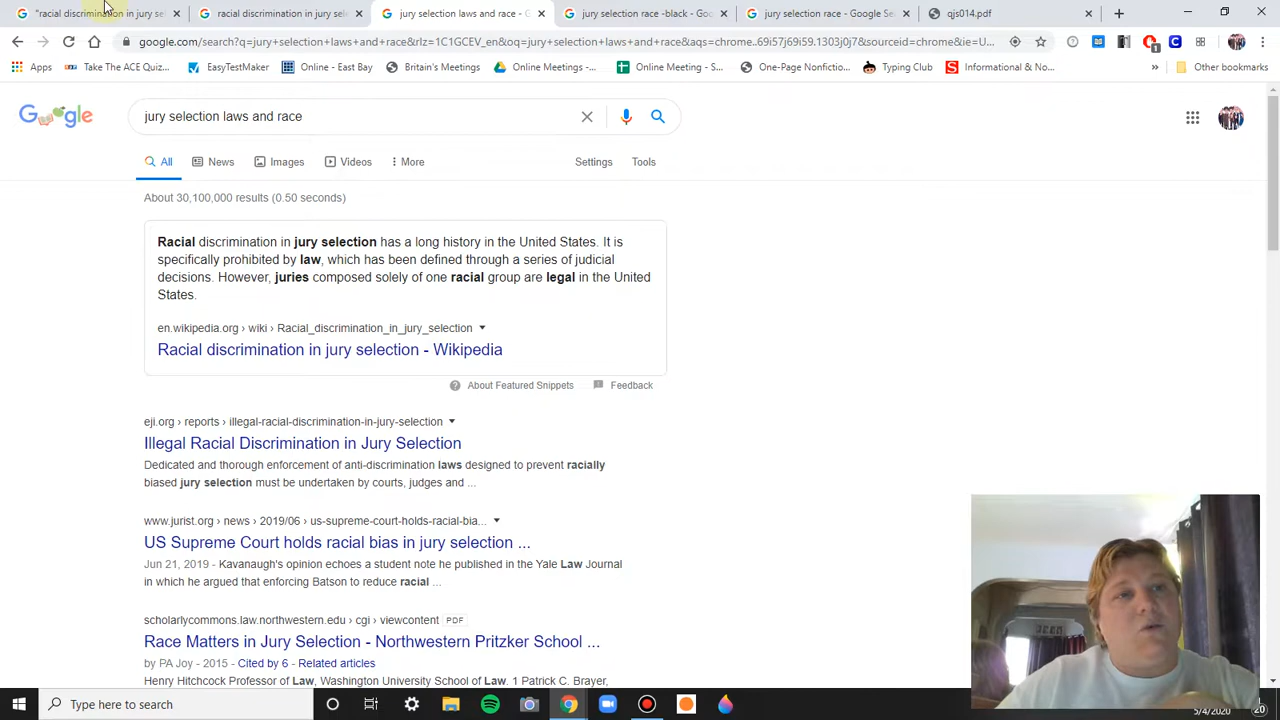 "racial discrimination in jury se
racial discrimination in jury sel
jury selection laws and race - G
jury selection race -black - Goo
jury selection race - Google Se
qjs014.pdf
google.com/search?q=jury+selection+laws+and+race&rlz=1C1GCEV_en&oq=jury+selection+laws+and+race&aqs=chrome..69i57j69i59.1303j0j7&sourceid=chrome&ie=U...
1
Apps
Take The ACE Quiz...
EasyTestMaker
Online - East Bay
Britain's Meetings
Online Meetings -...
Online Meeting - S...
One-Page Nonfictio...
Typing Club
Informational & No...
»
Other bookmarks
Google
jury selection laws and race
All
News
Images
Videos
More
Settings
Tools
About 30,100,000 results (0.50 seconds)
Racial discrimination in jury selection has a long history in the United States. It is
specifically prohibited by law, which has been defined through a series of judicial
decisions. However, juries composed solely of one racial group are legal in the United
States.
en.wikipedia.org › wiki › Racial_discrimination_in_jury_selection
Racial discrimination in jury selection - Wikipedia
About Featured Snippets
Feedback
eji.org › reports › illegal-racial-discrimination-in-jury-selection
Illegal Racial Discrimination in Jury Selection
Dedicated and thorough enforcement of anti-discrimination laws designed to prevent racially
biased jury selection must be undertaken by courts, judges and ...
www.jurist.org › news › 2019/06 › us-supreme-court-holds-racial-bia...
US Supreme Court holds racial bias in jury selection ...
Jun 21, 2019 - Kavanaugh's opinion echoes a student note he published in the Yale Law Journal
in which he argued that enforcing Batson to reduce racial ...
scholarlycommons.law.northwestern.edu › cgi › viewcontent PDF
Race Matters in Jury Selection - Northwestern Pritzker School ...
by PA Joy - 2015 - Cited by 6 - Related articles
Henry Hitchcock Professor of Law, Washington University School of Law. 1 Patrick C. Brayer,
Type here to search
5/4/2020
20